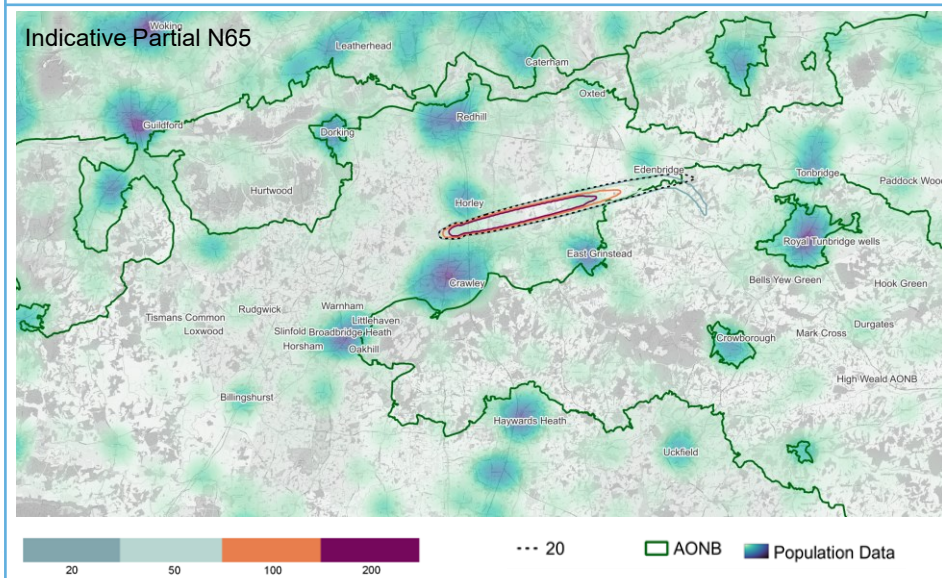 Indicative Partial N65
Woking
Leatherhead
Caterham
Oxted
Guildford
Dorking
Redhill
Edenbridge
Tonbridge
Paddock Wood
Hurtwood
Horley
East Grinstead
Royal Tunbridge wells
Bells Yew Green
Hook Green
Crawley
Warnham
Rudgwick
Tismans Common
Loxwood
Littlehaven
Slinfold
Broadbridge Heath
Horsham
Oakhill
Durgates
Mark Cross
Crowborough
High Weald AONB
Billingshurst
Haywards Heath
Uckfield
20
50
100
200
20
AONB
Population Data